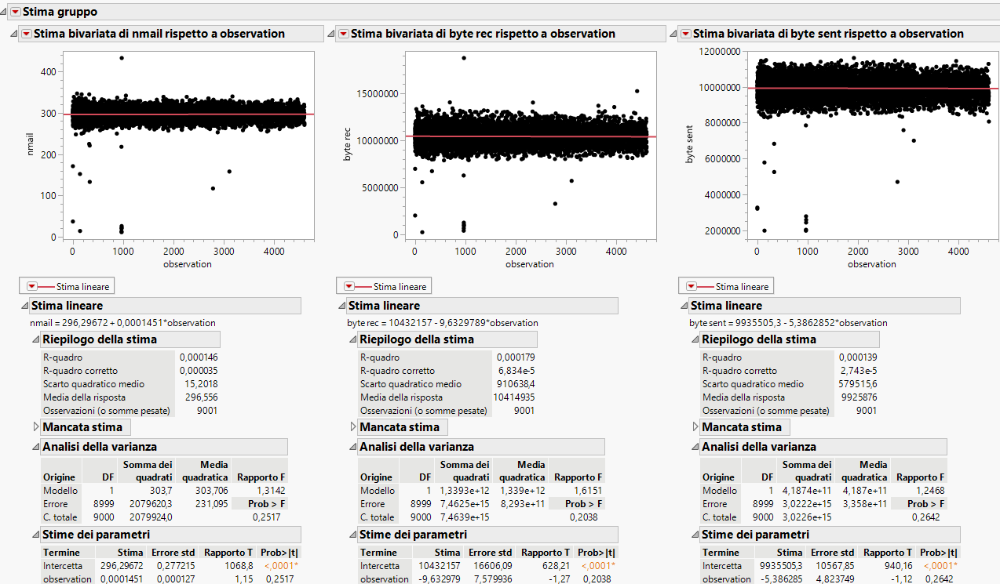 Stima gruppo
Stima bivariata di nmail rispetto a observation
400
300
200
100
0
nmail
0 1000 2000 3000 4000
observation
Stima lineare
Stima lineare
nmail = 296,29672 + 0,0001451*observation
Riepilogo della stima
R-quadro 0,000146
R-quadro corretto 0,000035
Scarto quadratico medio 15,2018
Media della risposta 296,556
Osservazioni (o somme pesate) 9001
Mancata stima
Analisi della varianza
Somma dei Media
Origine DF quadrati quadratica Rapporto F
Modello 1 303,7 303,706 1,3142
Errore 8999 2079620,3 231,095 Prob > F
C. totale 9000 2079924,0 0,2517
Stime dei parametri
Termine Stima Errore std Rapporto T Prob>|t|
Intercetta 296,29672 0,277215 1068,8 <,0001*
observation 0,0001451 0,000127 1,15 0,2517
Stima bivariata di byte rec rispetto a observation
15000000
10000000
5000000
0
byte rec
0 1000 2000 3000 4000
observation
Stima lineare
Stima lineare
byte rec = 10432157 - 9,6329789*observation
Riepilogo della stima
R-quadro 0,000179
R-quadro corretto 6,834e-5
Scarto quadratico medio 910638,4
Media della risposta 10414935
Osservazioni (o somme pesate) 9001
Mancata stima
Analisi della varianza
Somma dei Media
Origine DF quadrati quadratica Rapporto F
Modello 1 1,3393e+12 1,339e+12 1,6151
Errore 8999 7,4625e+15 8,293e+11 Prob > F
C. totale 9000 7,4639e+15 0,2038
Stime dei parametri
Termine Stima Errore std Rapporto T Prob>|t|
Intercetta 10432157 16606,09 628,21 <,0001*
observation -9,632979 7,579936 -1,27 0,2038
Stima bivariata di byte sent rispetto a observation
12000000
10000000
8000000
6000000
4000000
2000000
byte sent
0 1000 2000 3000 4000
observation
Stima lineare
Stima lineare
byte sent = 9935505,3 - 5,3862852*observation
Riepilogo della stima
R-quadro 0,000139
R-quadro corretto 2,743e-5
Scarto quadratico medio 579515,6
Media della risposta 9925876
Osservazioni (o somme pesate) 9001
Mancata stima
Analisi della varianza
Somma dei Media
Origine DF quadrati quadratica Rapporto F
Modello 1 4,1874e+11 4,187e+11 1,2468
Errore 8999 3,0222e+15 3,358e+11 Prob > F
C. totale 9000 3,0226e+15 0,2642
Stime dei parametri
Termine Stima Errore std Rapporto T Prob>|t|
Intercetta 9935505,3 10567,85 940,16 <,0001*
observation -5,386285 4,823749 -1,12 0,2642